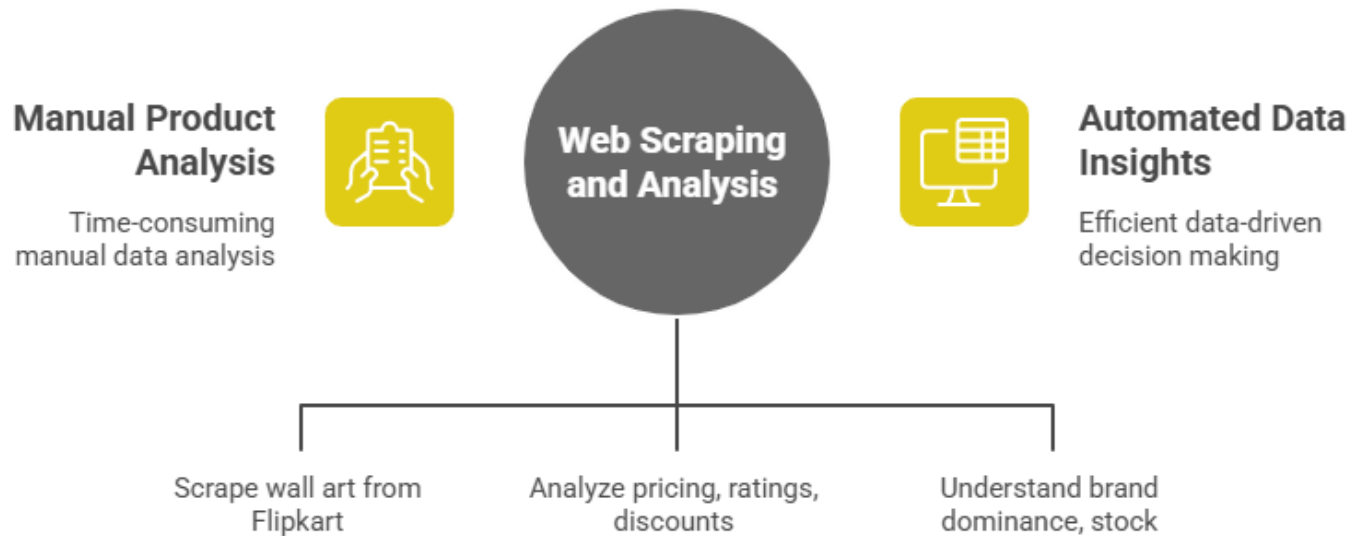 Manual Product
Analysis
Time-consuming
manual data analysis
Web Scraping
and Analysis
Automated Data
Insights
Efficient data-driven
decision making
Scrape wall art from
Flipkart
Analyze pricing, ratings,
discounts
Understand brand
dominance, stock